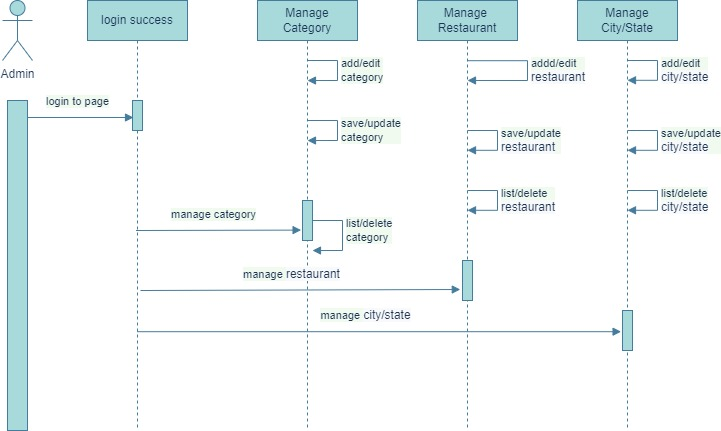 login success
Manage
Category
Manage
Restaurant
Manage
City/State
Admin
add/edit
category
addd/edit
restaurant
add/edit
city/state
login to page
save/update
category
save/update
restaurant
save/update
city/state
list/delete
restaurant
list/delete
city/state
manage category
list/delete
category
manage restaurant
manage city/state